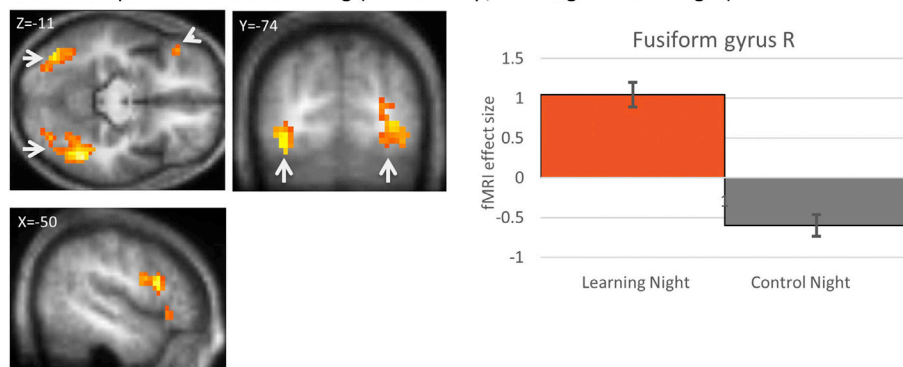 Z=-11
Y=-74
X=-50
Fusiform gyrus R
fMRI effect size
1.5
1
0.5
0
-0.5
-1
Learning Night
Control Night